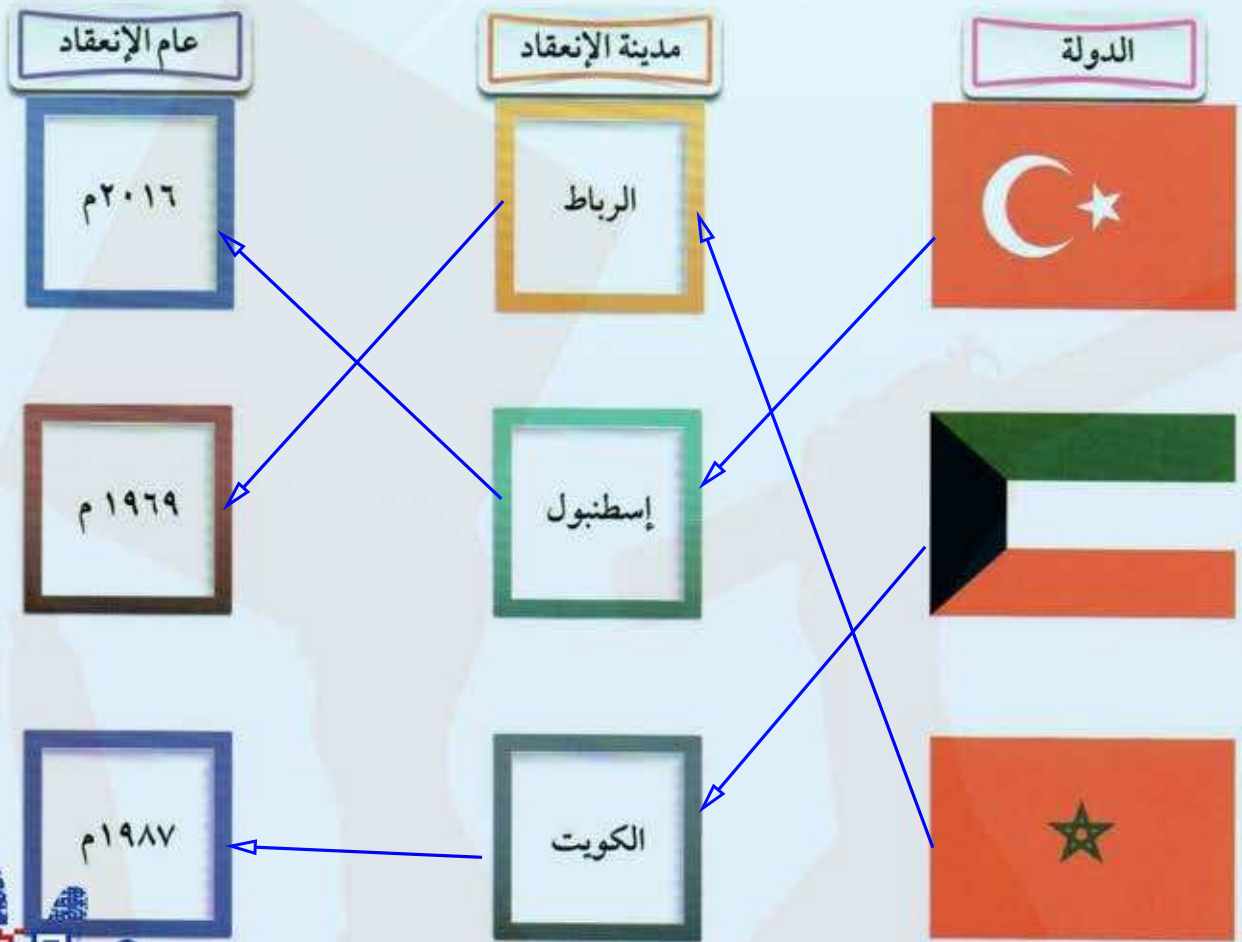 الدولة
مدينة الإنعقاد
عام الإنعقاد
الرباط
٢٠١٦م
إسطنبول
١٩٦٩ م
الكويت
١٩٨٧م